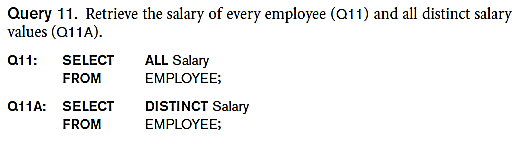 Query 11. Retrieve the salary of every employee (Q11) and all distinct salary
values (Q11A).
Q11: SELECT ALL Salary
FROM EMPLOYEE;
Q11A: SELECT DISTINCT Salary
FROM EMPLOYEE;